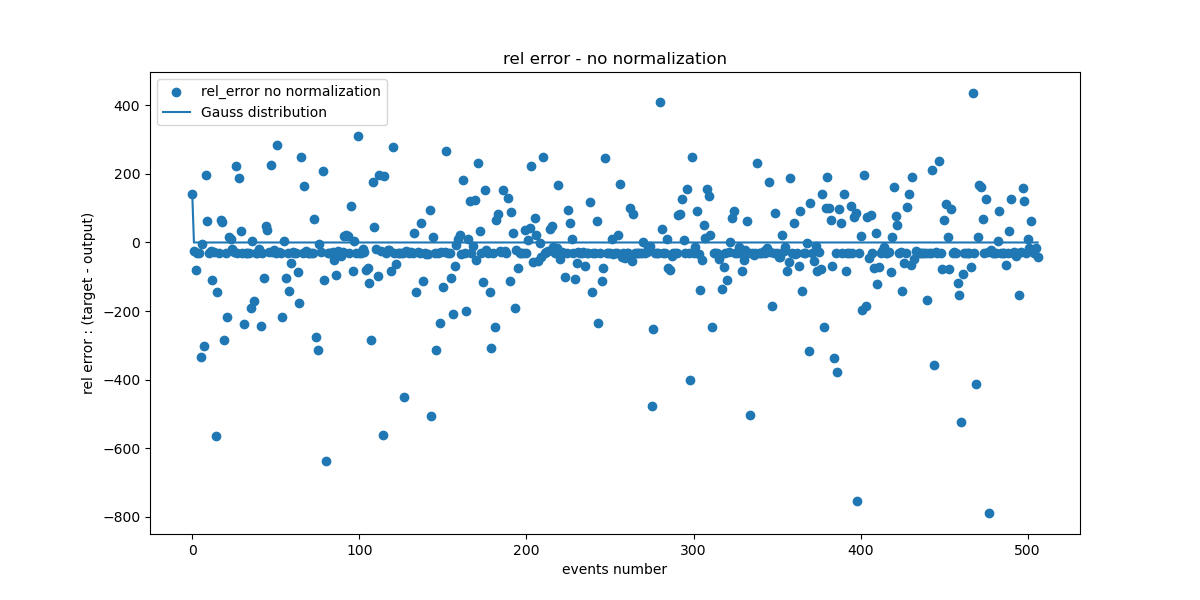 rel error - no normalization
rel_error no normalization
Gauss distribution
rel error : (target - output)
400
200
0
−200
−400
−600
−800
0 100 200 300 400 500
events number